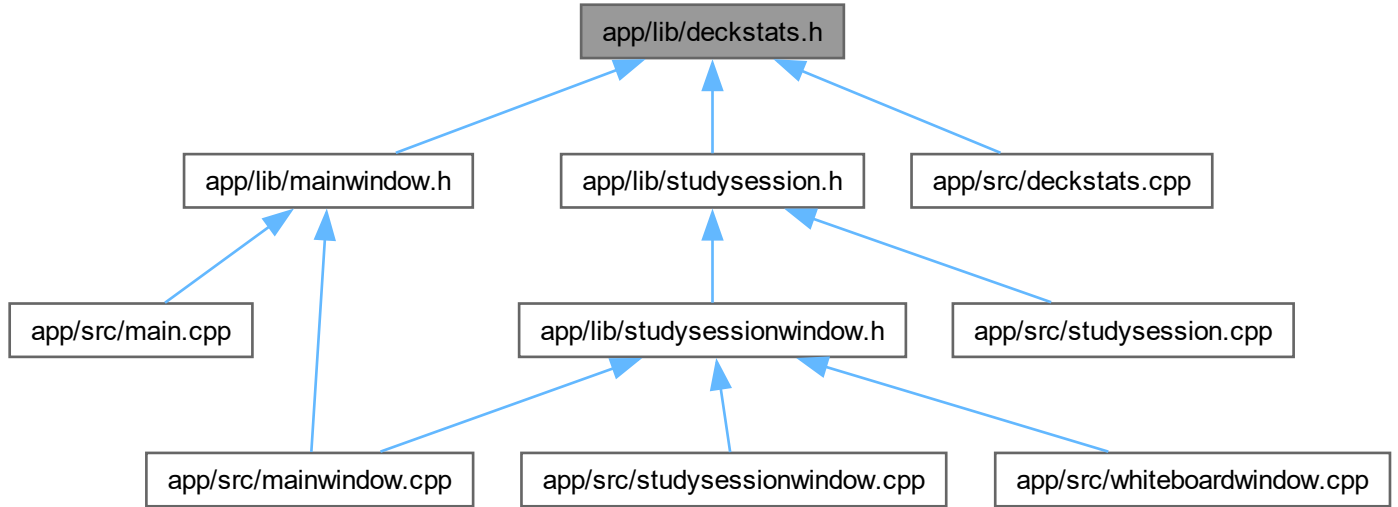 app/lib/deckstats.h
app/lib/mainwindow.h
app/lib/studysession.h
app/src/deckstats.cpp
app/src/main.cpp
app/lib/studysessionwindow.h
app/src/studysession.cpp
app/src/mainwindow.cpp
app/src/studysessionwindow.cpp
app/src/whiteboardwindow.cpp